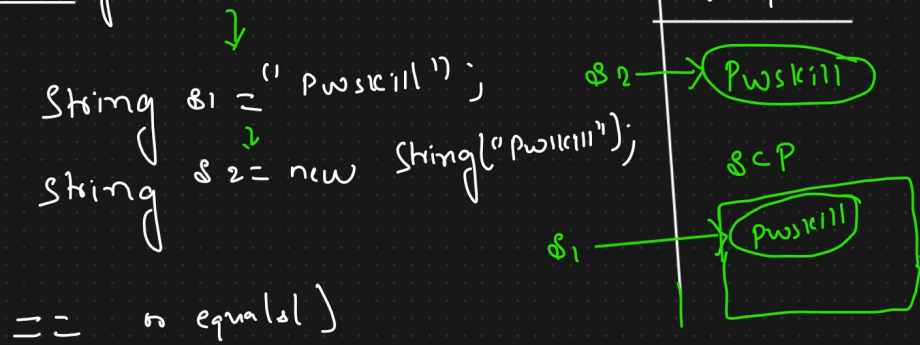 String s1 = "Pwskill");
s2 → Pwskill
String s2 = new String("Pwskill");
SCP
s1 → Pwskill
== equals()